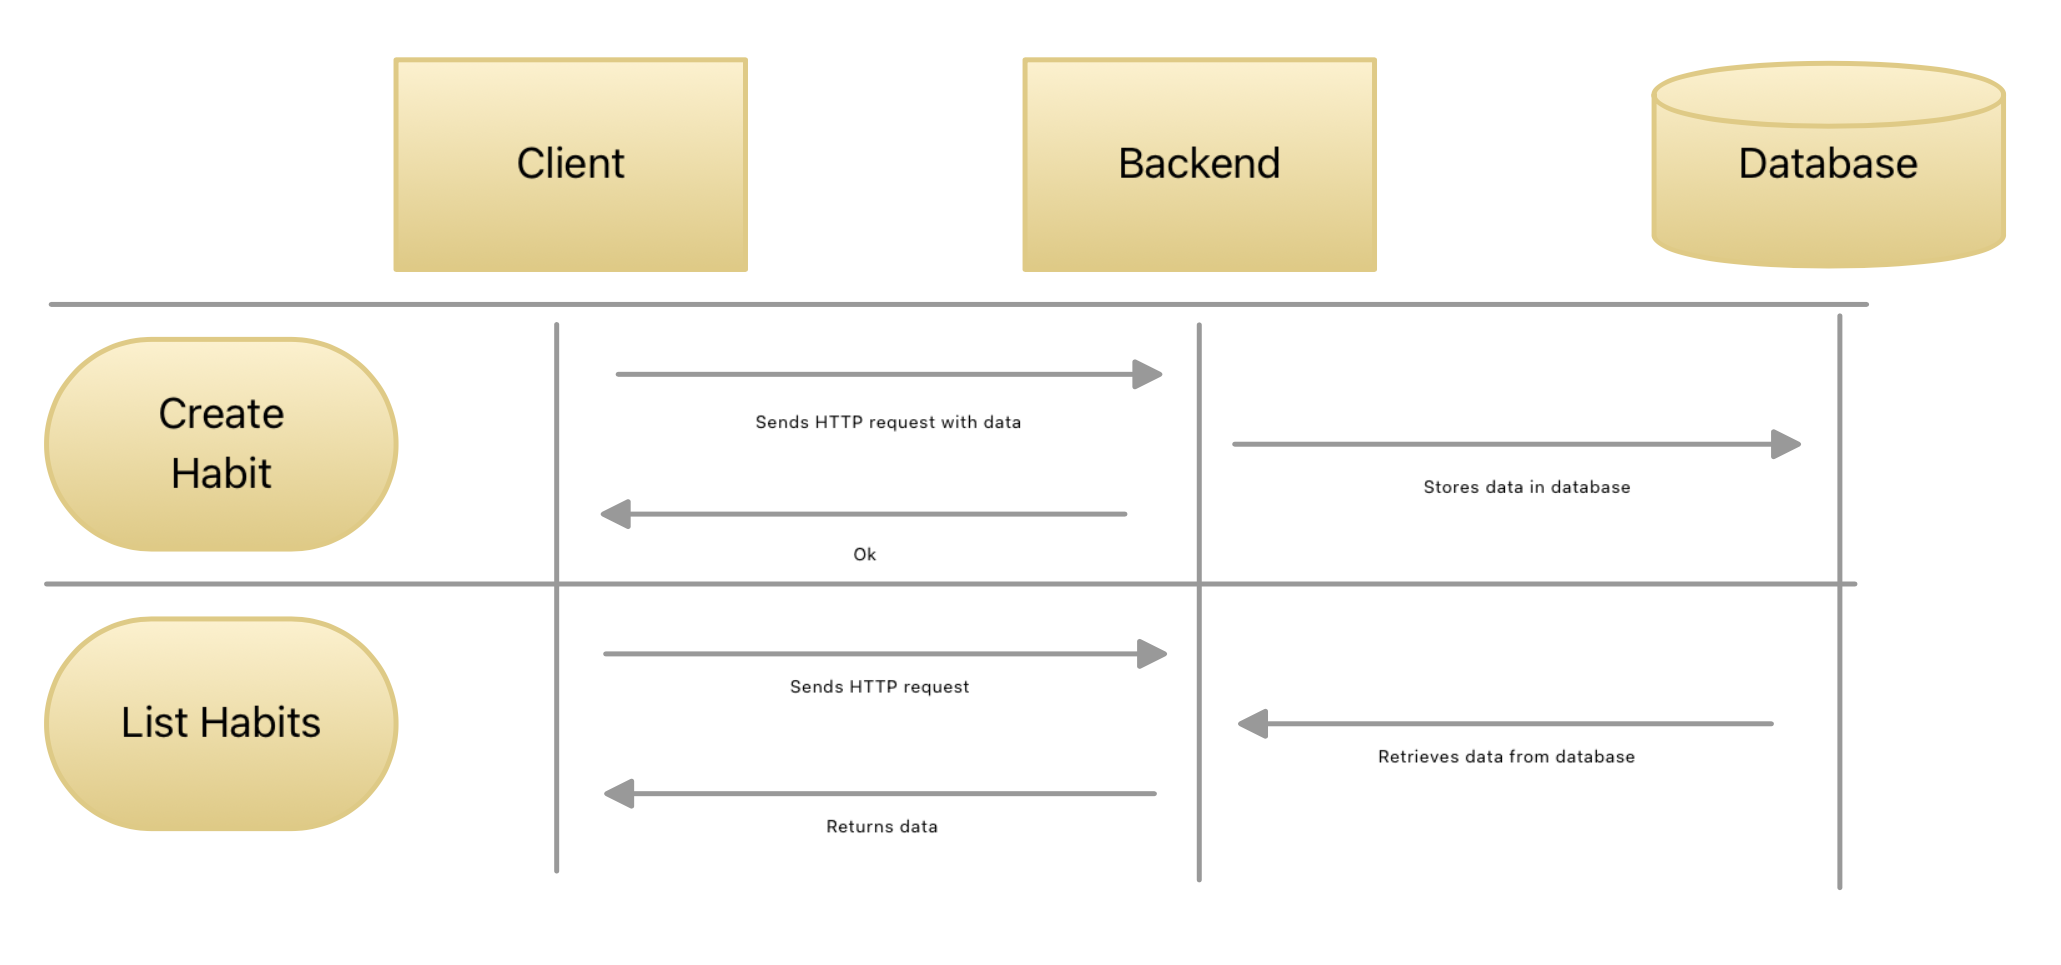 Client
Backend
Database
Create
Habit
Sends HTTP request with data
Stores data in database
Ok
List Habits
Sends HTTP request
Retrieves data from database
Returns data